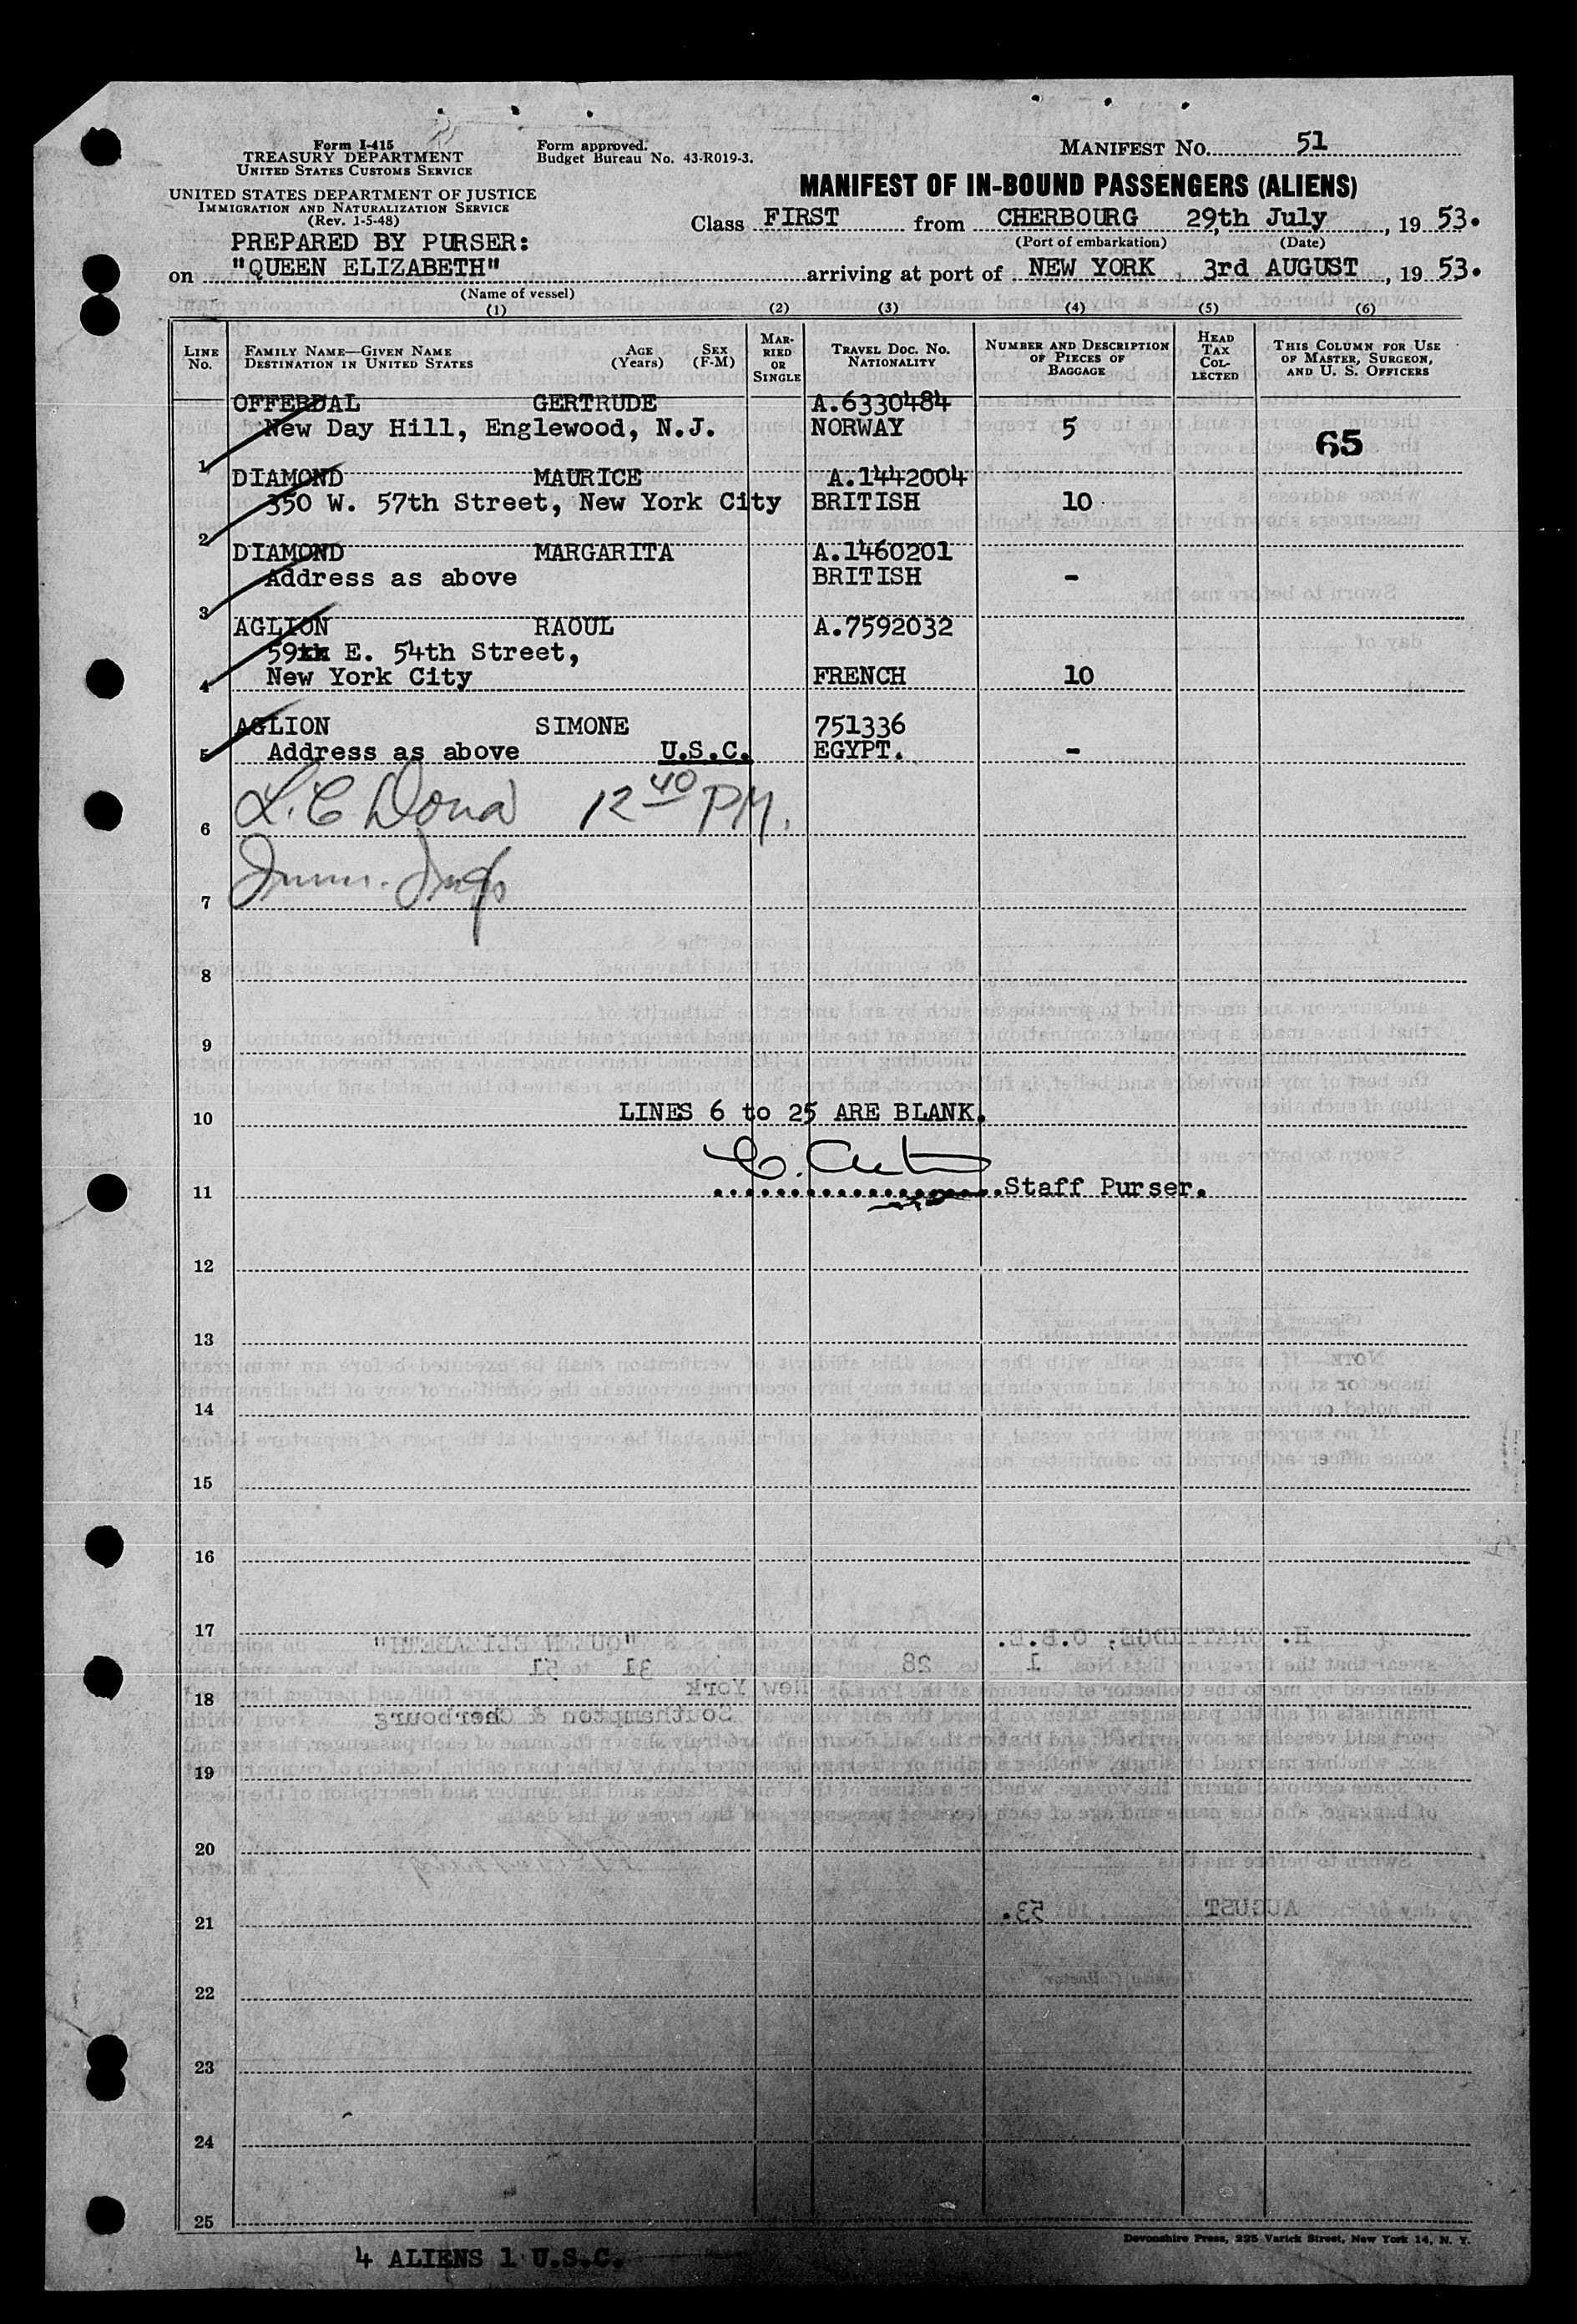 Form I-415
TREASURY DEPARTMENT
UNITED STATES CUSTOMS SERVICE
UNITED STATES DEPARTMENT OF JUSTICE
IMMIGRATION AND NATURALIZATION SERVICE
(Rev. 1-5-48)
Form approved.
Budget Bureau No. 43-R019-3.
MANIFEST NO. 51
MANIFEST OF IN-BOUND PASSENGERS (ALIENS)
Class FIRST from CHERBOURG 29,th July, 19 53.
(Port of embarkation) (Date)
PREPARED BY PURSER:
on "QUEEN ELIZABETH" arriving at port of NEW YORK, 3rd AUGUST, 19 53.
(Name of vessel)
(1) (2) (3) (4) (5) (6)
LINE NO.
FAMILY NAME—GIVEN NAME
DESTINATION IN UNITED STATES
AGE (Years)
SEX (F-M)
MARRIED OR SINGLE
TRAVEL DOC. NO. NATIONALITY
NUMBER AND DESCRIPTION OF PIECES OF BAGGAGE
HEAD TAX COLLECTED
THIS COLUMN FOR USE OF MASTER, SURGEON, AND U. S. OFFICERS
OFFERDAL GERTRUDE A.6330484
New Day Hill, Englewood, N.J. NORWAY 5 65
1
DIAMOND MAURICE A.1442004
350 W. 57th Street, New York City BRITISH 10
2
DIAMOND MARGARITA A.1460201
Address as above BRITISH -
3
AGLION RAOUL A.7592032
59 E. 54th Street,
4 New York City FRENCH 10
AGLION SIMONE 751336
5 Address as above U.S.C. EGYPT. -
L. C Dona 12 40 PM.
6
Immr. Insp
7
8
9
LINES 6 to 25 ARE BLANK.
10
11 Staff Purser.
12
13
14
15
16
17
18
19
20
21
22
23
24
25
Devonshire Press, 225 Varick Street, New York 14, N. Y.
4 ALIENS 1 U.S.C.